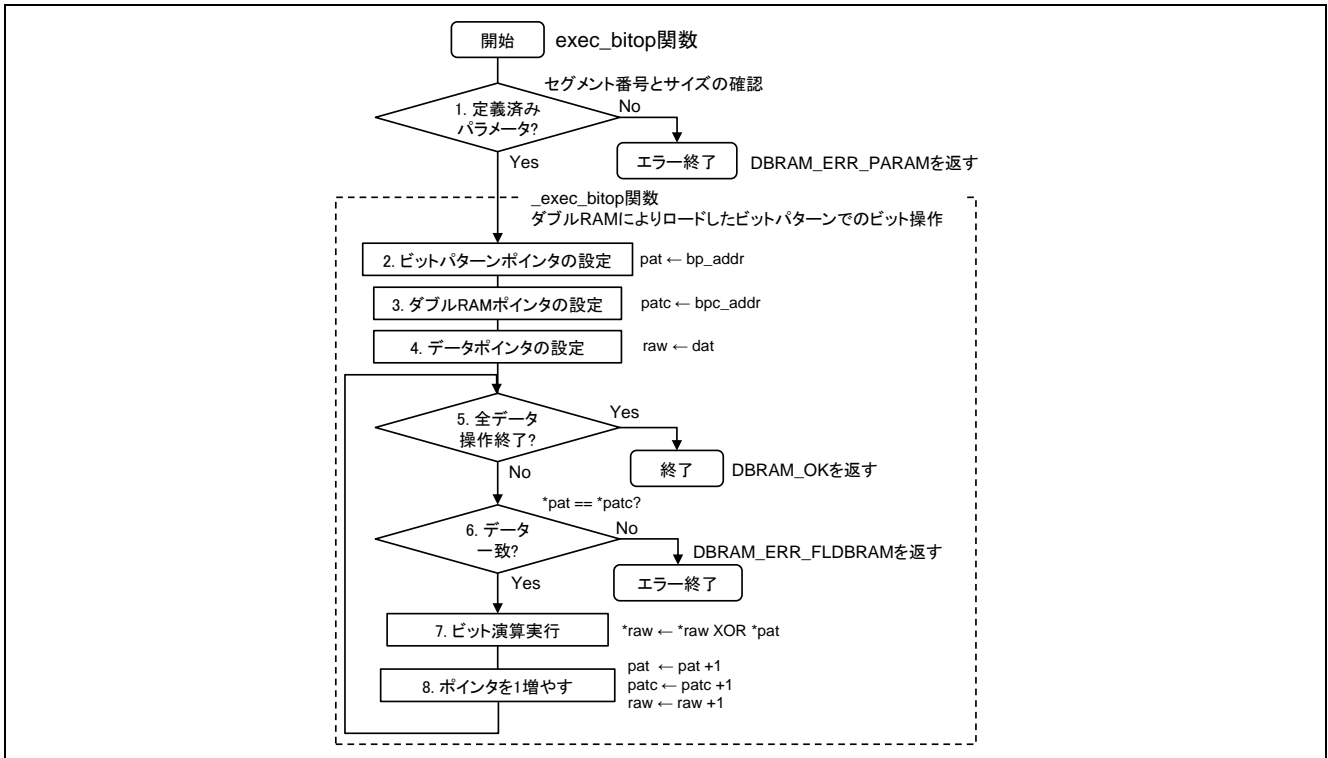 開始
exec_bitop関数
セグメント番号とサイズの確認
1. 定義済み
パラメータ?
No
Yes
エラー終了
DBRAM_ERR_PARAMを返す
_exec_bitop関数
ダブルRAMによりロードしたビットパターンでのビット操作
2. ビットパターンポインタの設定
pat ← bp_addr
3. ダブルRAMポインタの設定
patc ← bpc_addr
4. データポインタの設定
raw ← dat
5. 全データ
操作終了?
Yes
No
終了
DBRAM_OKを返す
*pat == *patc?
6. データ
一致?
No
Yes
DBRAM_ERR_FLDBRAMを返す
エラー終了
7. ビット演算実行
*raw ← *raw XOR *pat
8. ポインタを1増やす
pat ← pat +1
patc ← patc +1
raw ← raw +1